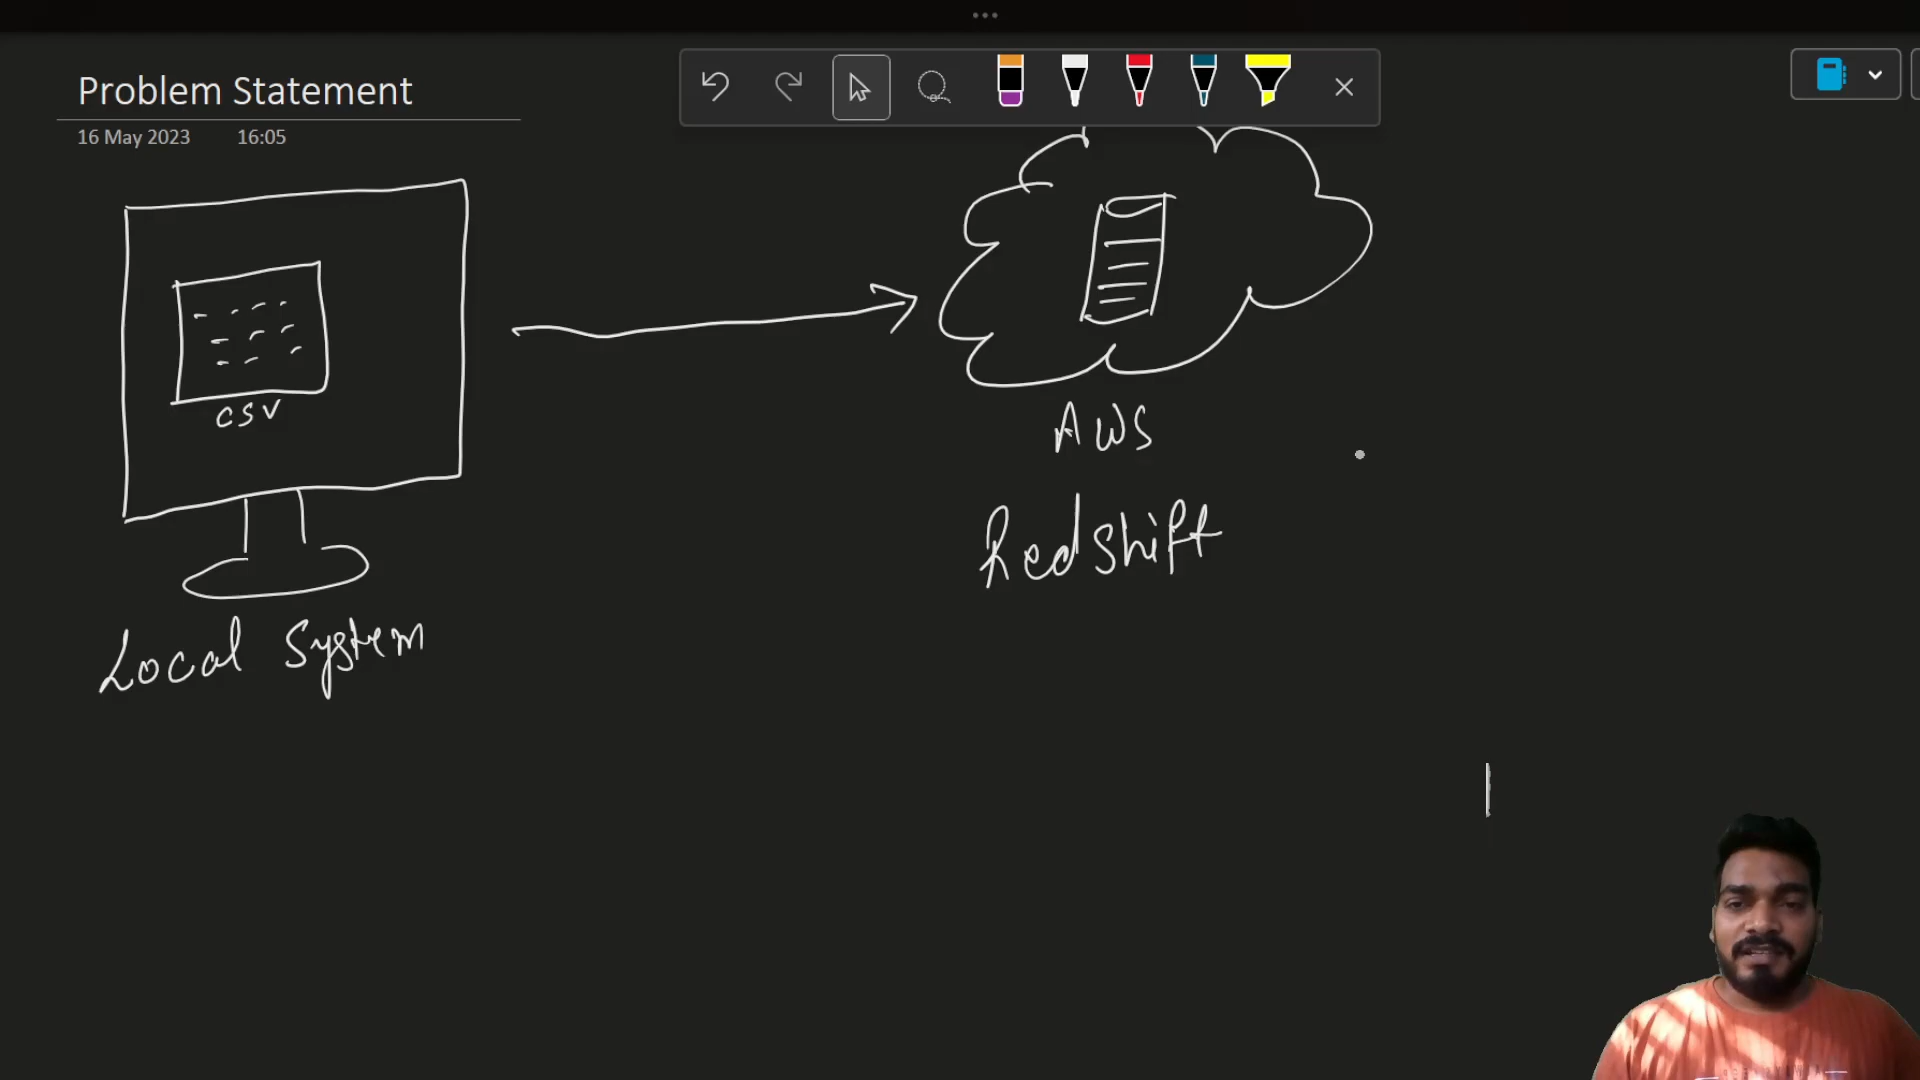 Problem Statement
16 May 2023 16:05
CSV
AWS
Redshift
Local System